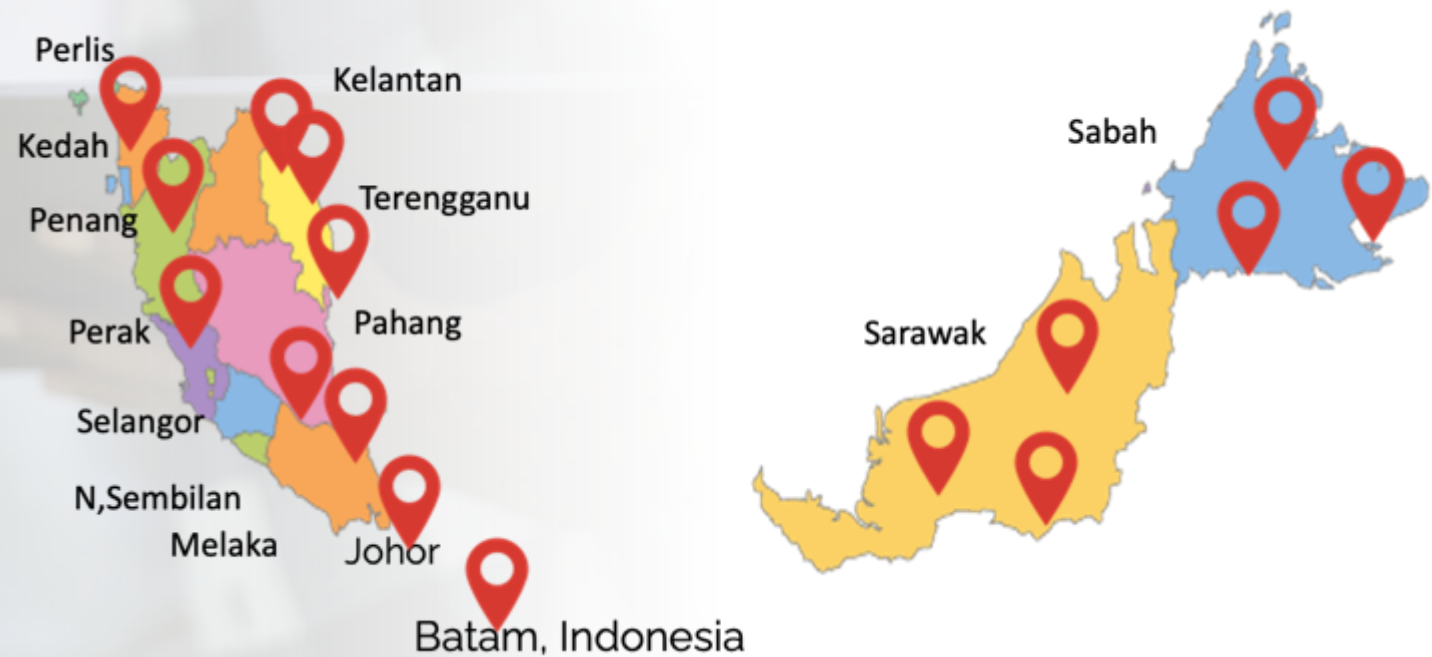 Perlis
Kelantan
Kedah
Terengganu
Penang
Pahang
Perak
Selangor
N,Sembilan
Melaka
Johor
Batam, Indonesia
Sabah
Sarawak